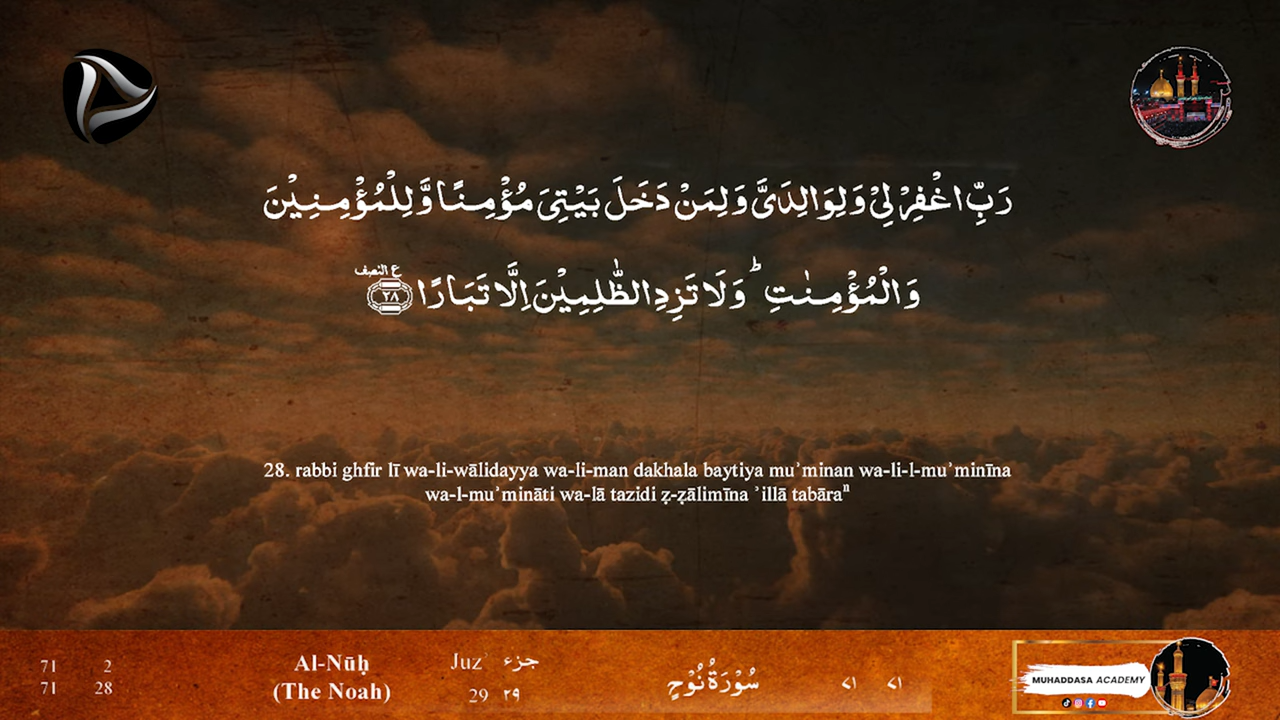 رَبِّ اغْفِرْ لِيْ وَلِوَالِدَيَّ وَلِمَنْ دَخَلَ بَيْتِيَ مُؤْمِنًا وَّلِلْمُؤْمِنِيْنَ
وَالْمُؤْمِنٰتِ ؕ وَلَا تَزِدِ الظّٰلِمِيْنَ اِلَّا تَبَارًا ٢٨ ع النصف
28. rabbi ghfir lī wa-li-wālidayya wa-li-man dakhala baytiya muʾminan wa-li-l-muʾminīna
wa-l-muʾmināti wa-lā tazidi ẓ-ẓālimīna ʾillā tabāraⁿ
71 2 Al-Nūḥ Juzʾ جزء سُوْرَةُ نُوْحٍ ٧١ ٧١
71 28 (The Noah) 29 ٢٩
MUHADDASA ACADEMY